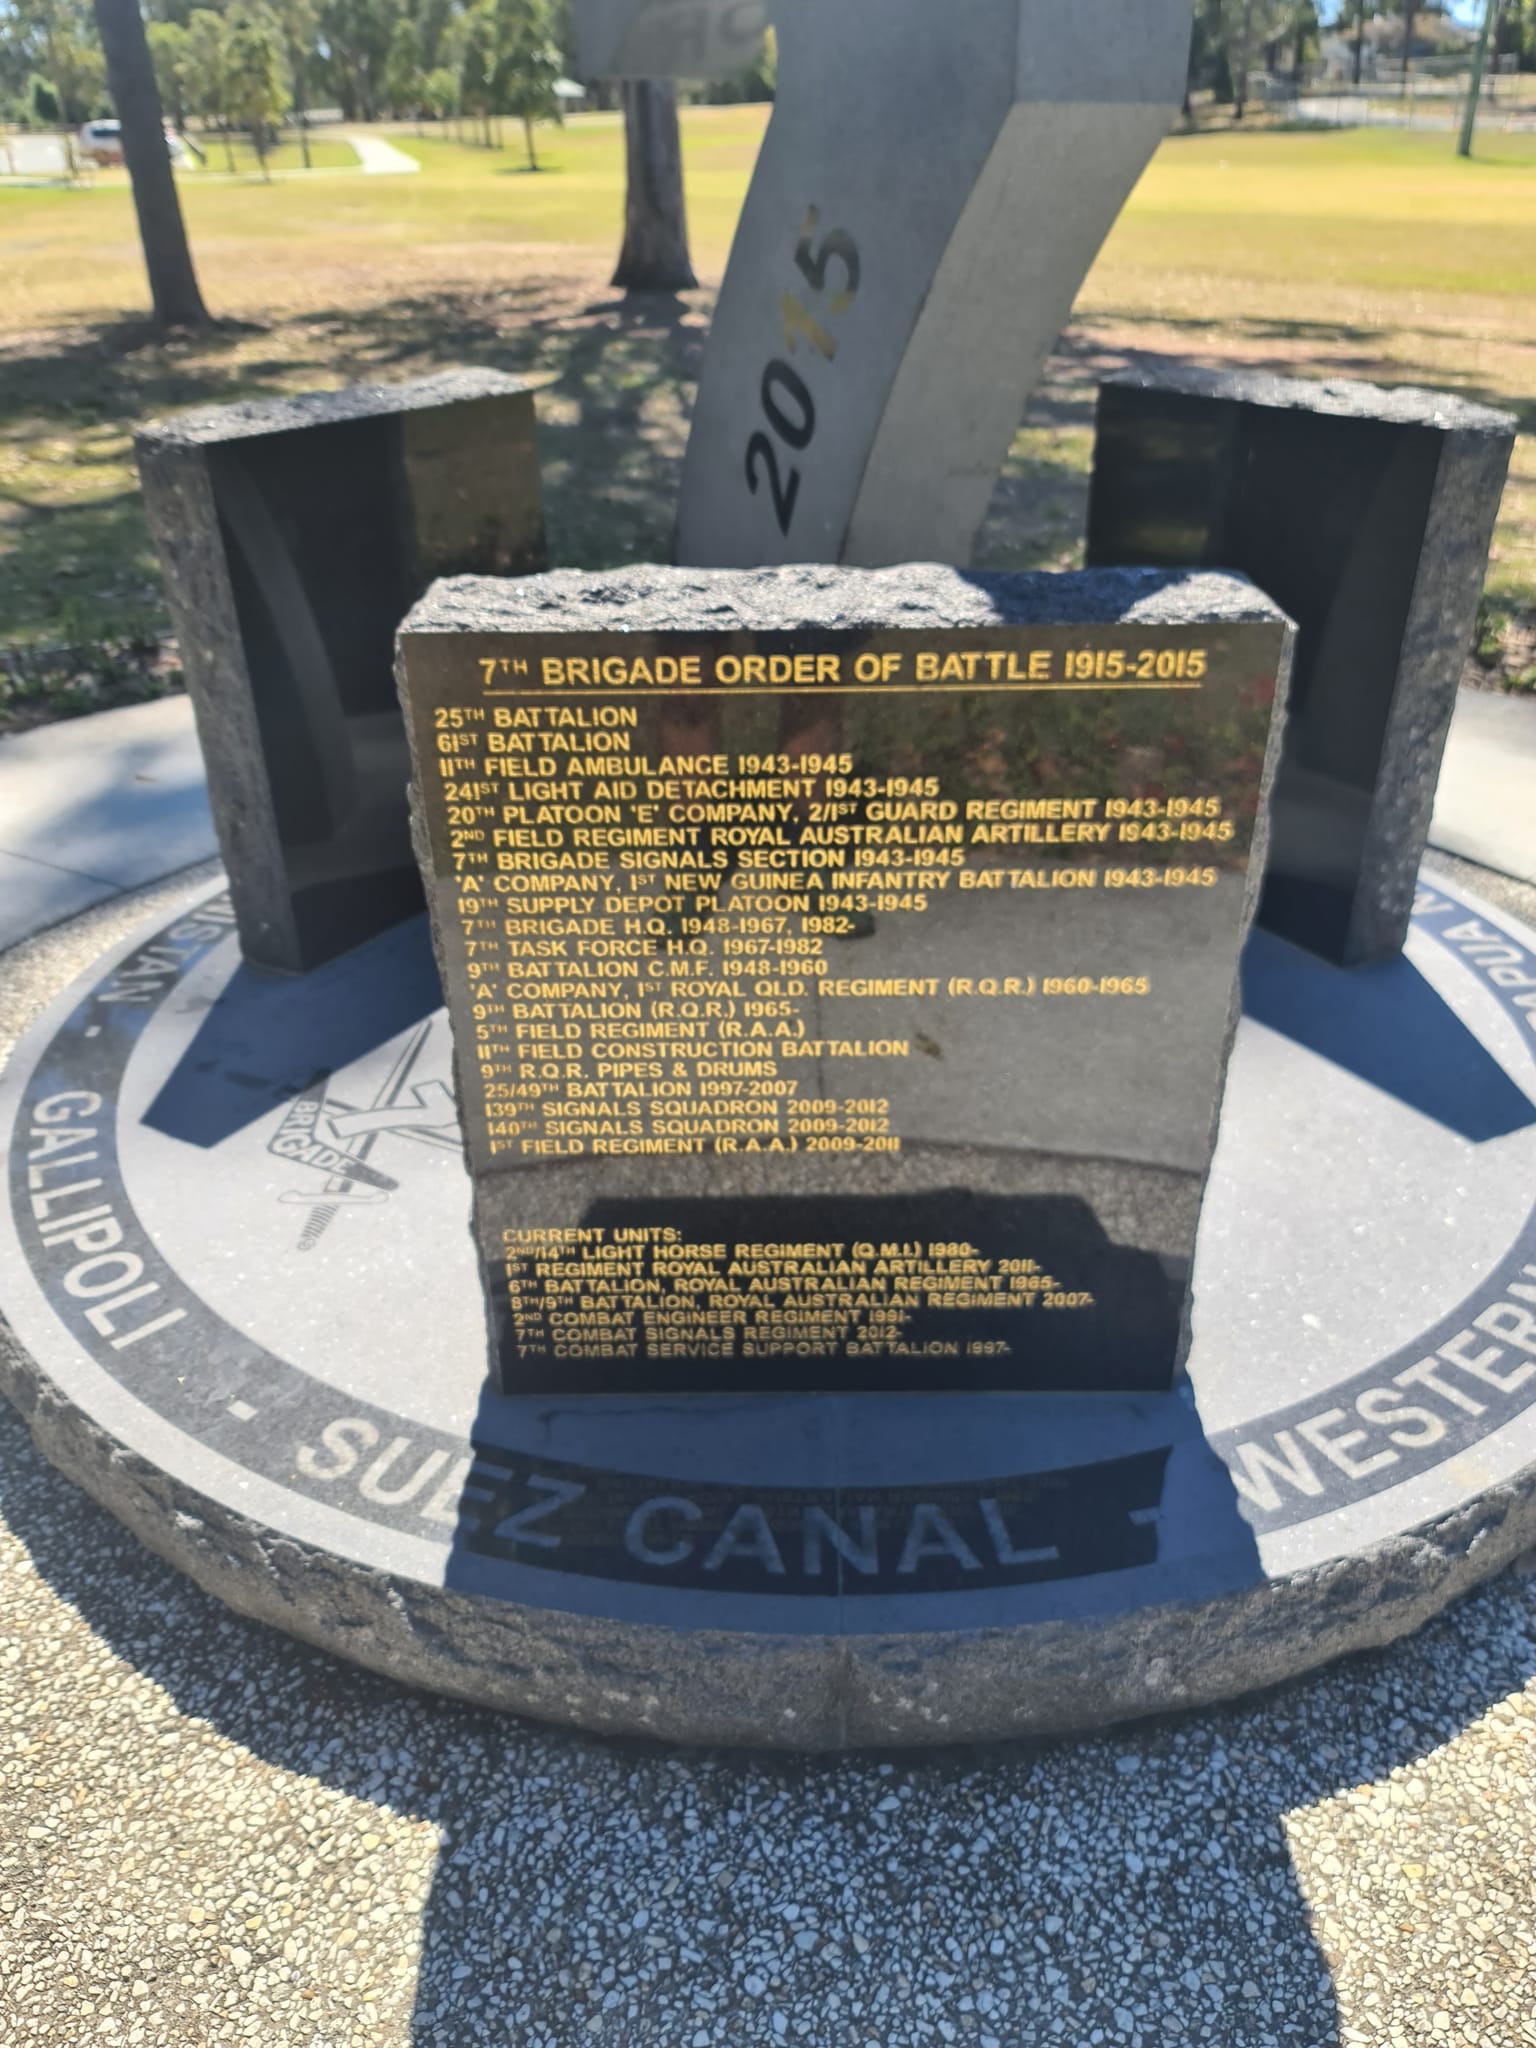 2015
7TH BRIGADE ORDER OF BATTLE 1915-2015
25TH BATTALION
61ST BATTALION
11TH FIELD AMBULANCE 1943-1945
241ST LIGHT AID DETACHMENT 1943-1945
20TH PLATOON 'E' COMPANY, 2/1ST GUARD REGIMENT 1943-1945
2ND FIELD REGIMENT ROYAL AUSTRALIAN ARTILLERY 1943-1945
7TH BRIGADE SIGNALS SECTION 1943-1945
'A' COMPANY, 1ST NEW GUINEA INFANTRY BATTALION 1943-1945
19TH SUPPLY DEPOT PLATOON 1943-1945
7TH BRIGADE H.Q. 1948-1967, 1982-
7TH TASK FORCE H.Q. 1967-1982
9TH BATTALION C.M.F. 1948-1960
'A' COMPANY, 1ST ROYAL QLD. REGIMENT (R.Q.R.) 1960-1965
9TH BATTALION (R.Q.R.) 1965-
5TH FIELD REGIMENT (R.A.A.)
11TH FIELD CONSTRUCTION BATTALION
9TH R.Q.R. PIPES & DRUMS
25/49TH BATTALION 1997-2007
139TH SIGNALS SQUADRON 2009-2012
140TH SIGNALS SQUADRON 2009-2012
1ST FIELD REGIMENT (R.A.A.) 2009-2011
CURRENT UNITS:
2ND/14TH LIGHT HORSE REGIMENT (Q.M.I.) 1980-
1ST REGIMENT ROYAL AUSTRALIAN ARTILLERY 2011-
6TH BATTALION, ROYAL AUSTRALIAN REGIMENT 1965-
8TH/9TH BATTALION, ROYAL AUSTRALIAN REGIMENT 2007-
2ND COMBAT ENGINEER REGIMENT 1991-
7TH COMBAT SIGNALS REGIMENT 2012-
7TH COMBAT SERVICE SUPPORT BATTALION 1997-
7 BRIGADE
NISTAN · GALLIPOLI · SUEZ CANAL · WESTERN
PUA N